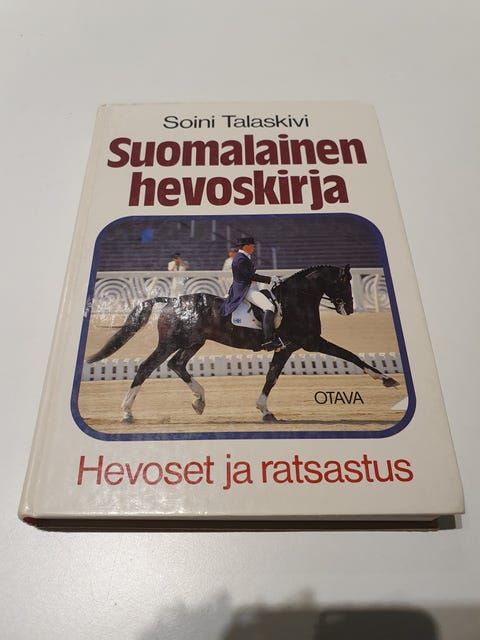 Soini Talaskivi
Suomalainen
hevoskirja
OTAVA
Hevoset ja ratsastus